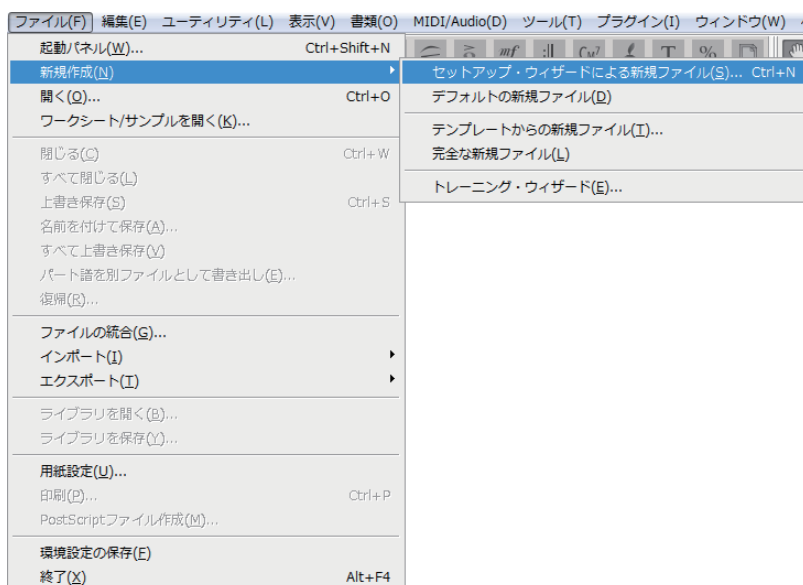 ファイル(F) 編集(E) ユーティリティ(L) 表示(V) 書類(O) MIDI/Audio(D) ツール(T) プラグイン(I) ウィンドウ(W)
起動パネル(W)... Ctrl+Shift+N
新規作成(N)
開く(O)... Ctrl+O
ワークシート/サンプルを開く(K)...
閉じる(C) Ctrl+W
すべて閉じる(L)
上書き保存(S) Ctrl+S
名前を付けて保存(A)...
すべて上書き保存(V)
パート譜を別ファイルとして書き出し(E)...
復帰(R)...
ファイルの統合(G)...
インポート(I)
エクスポート(T)
ライブラリを開く(B)...
ライブラリを保存(Y)...
用紙設定(U)...
印刷(P)... Ctrl+P
PostScriptファイル作成(M)...
環境設定の保存(F)
終了(X) Alt+F4
mf CM7 T %
セットアップ・ウィザードによる新規ファイル(S)... Ctrl+N
デフォルトの新規ファイル(D)
テンプレートからの新規ファイル(T)...
完全な新規ファイル(L)
トレーニング・ウィザード(E)...